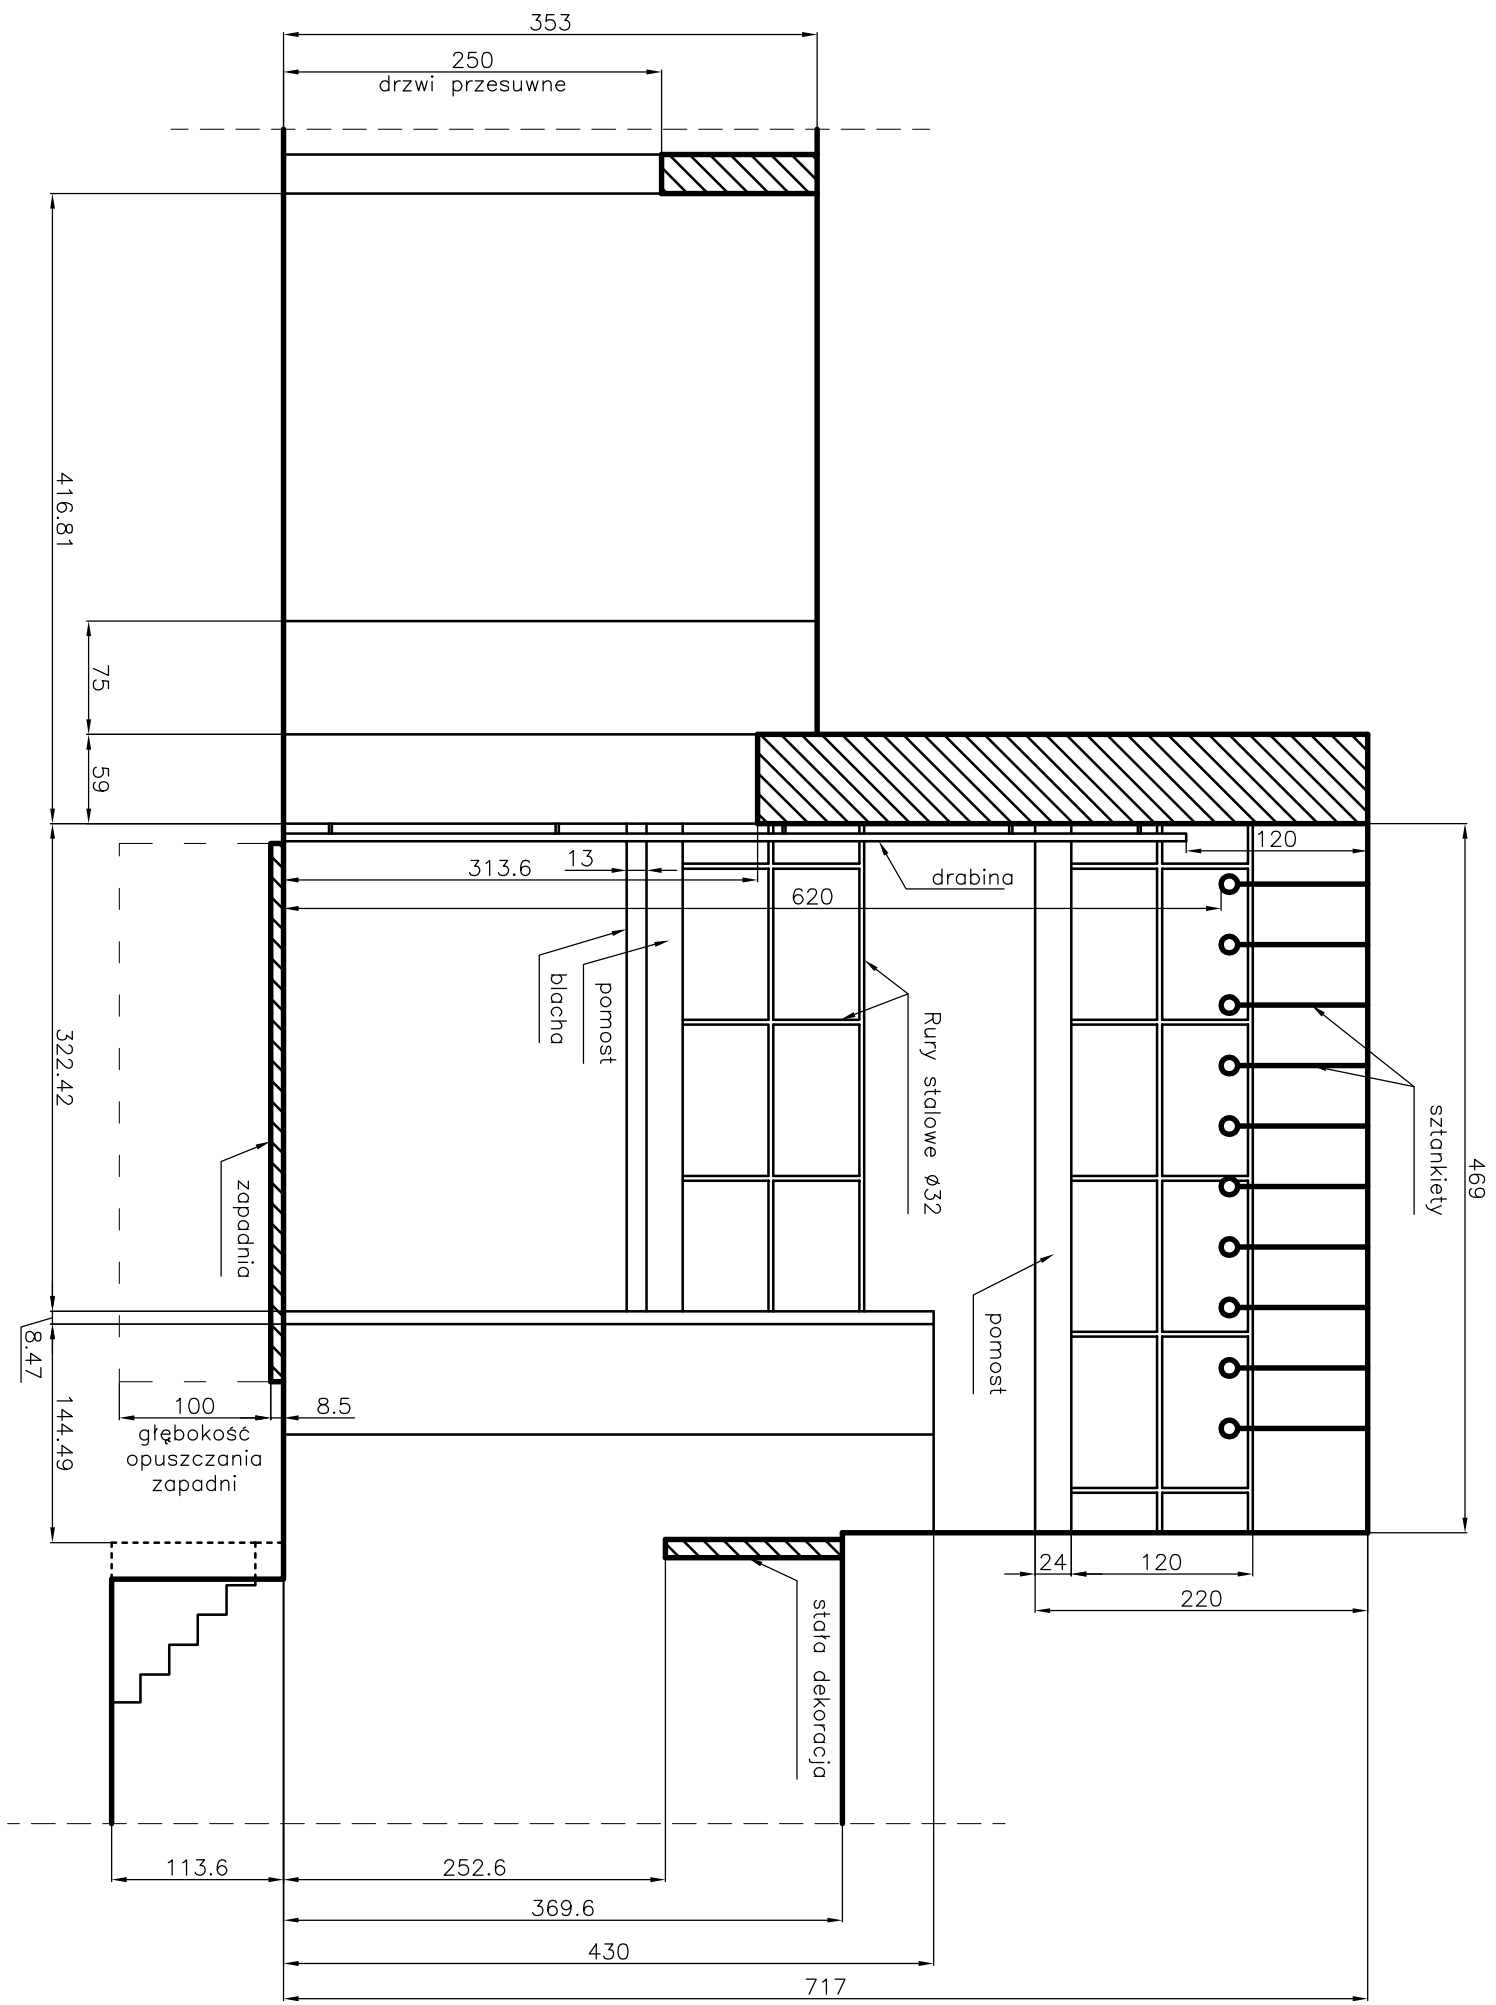 353
250
drzwi przesuwne
416.81
75
59
120
13
313.6
drabina
620
blacha
pomost
Rury stalowe ø32
sztankiety
469
322.42
zapadnia
pomost
8.47
100
8.5
głębokość
opuszczania
zapadni
144.49
24
120
220
stała dekoracja
113.6
252.6
369.6
430
717